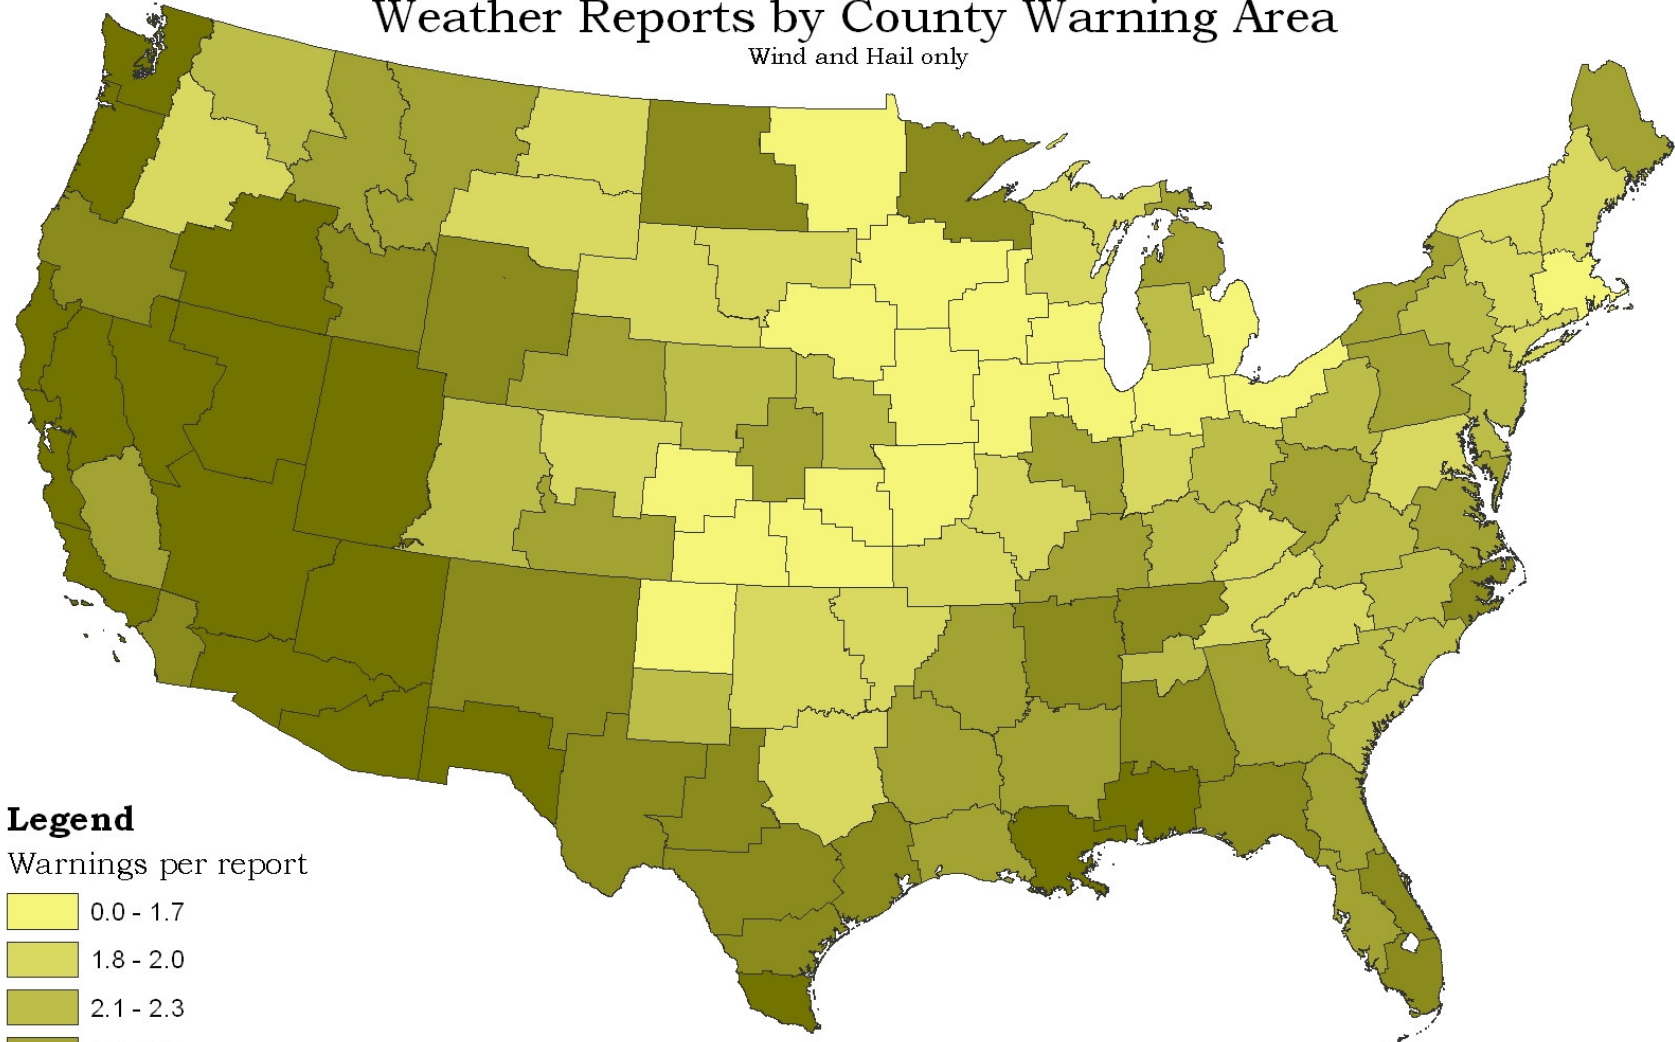 Weather Reports by County Warning Area
Wind and Hail only
Legend
Warnings per report
0.0 - 1.7
1.8 - 2.0
2.1 - 2.3